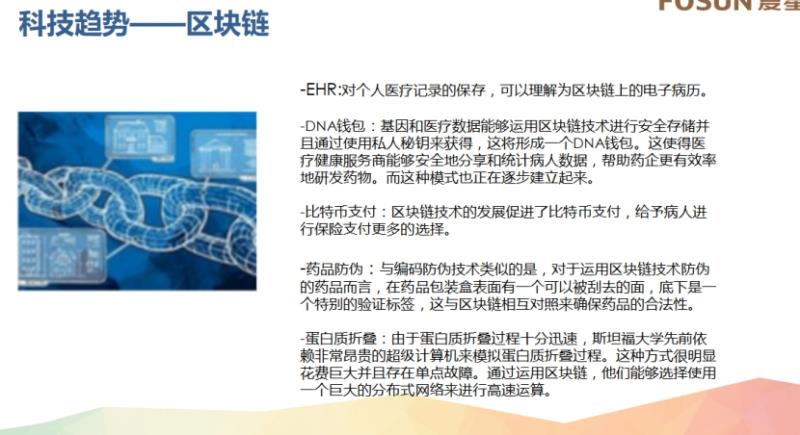 科技趋势——区块链
FOSUN 复星
-EHR:对个人医疗记录的保存，可以理解为区块链上的电子病历。
-DNA钱包：基因和医疗数据能够运用区块链技术进行安全存储并
且通过使用私人秘钥来获得，这将形成一个DNA钱包。这使得医
疗健康服务商能够安全地分享和统计病人数据，帮助药企更有效率
地研发药物。而这种模式也正在逐步建立起来。
-比特币支付：区块链技术的发展促进了比特币支付，给予病人进
行保险支付更多的选择。
-药品防伪：与编码防伪技术类似的是，对于运用区块链技术防伪
的药品而言，在药品包装盒表面有一个可以被刮去的面，底下是一
个特别的验证标签，这与区块链相互对照来确保药品的合法性。
-蛋白质折叠：由于蛋白质折叠过程十分迅速，斯坦福大学先前依
赖非常昂贵的超级计算机来模拟蛋白质折叠过程。这种方式很明显
花费巨大并且存在单点故障。通过运用区块链，他们能够选择使用
一个巨大的分布式网络来进行高速运算。